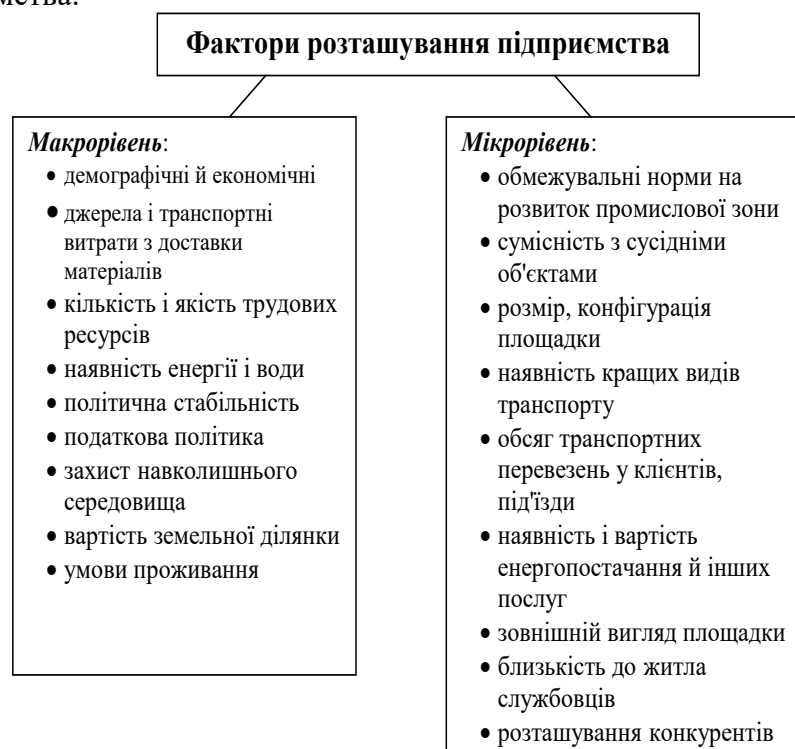 мства.
Фактори розташування підприємства
Макрорівень:
• демографічні й економічні
• джерела і транспортні
витрати з доставки
матеріалів
• кількість і якість трудових
ресурсів
• наявність енергії і води
• політична стабільність
• податкова політика
• захист навколишнього
середовища
• вартість земельної ділянки
• умови проживання
Мікрорівень:
• обмежувальні норми на
розвиток промислової зони
• сумісність з сусідніми
об'єктами
• розмір, конфігурація
площадки
• наявність кращих видів
транспорту
• обсяг транспортних
перевезень у клієнтів,
під'їзди
• наявність і вартість
енергопостачання й інших
послуг
• зовнішній вигляд площадки
• близькість до житла
службовців
• розташування конкурентів